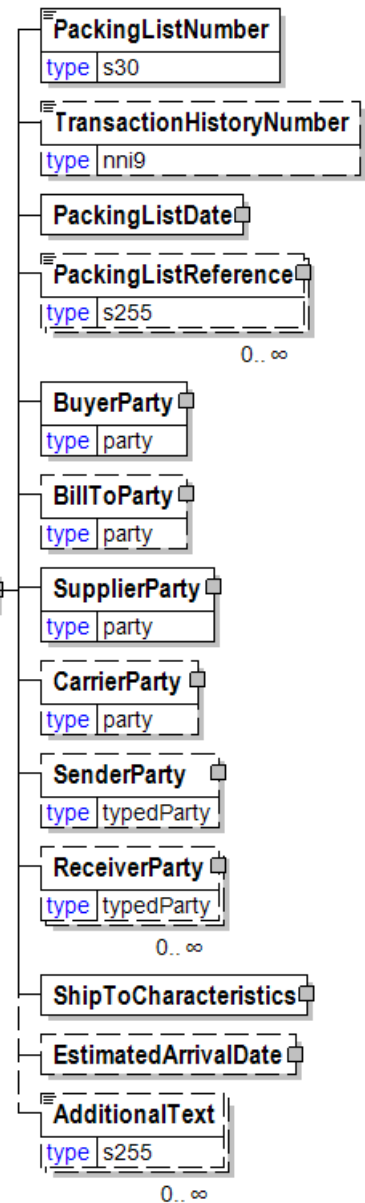 PackingListNumber
type s30
TransactionHistoryNumber
type nni9
PackingListDate
PackingListReference
type s255
0.. ∞
BuyerParty
type party
BillToParty
type party
SupplierParty
type party
CarrierParty
type party
SenderParty
type typedParty
ReceiverParty
type typedParty
0.. ∞
ShipToCharacteristics
EstimatedArrivalDate
AdditionalText
type s255
0.. ∞